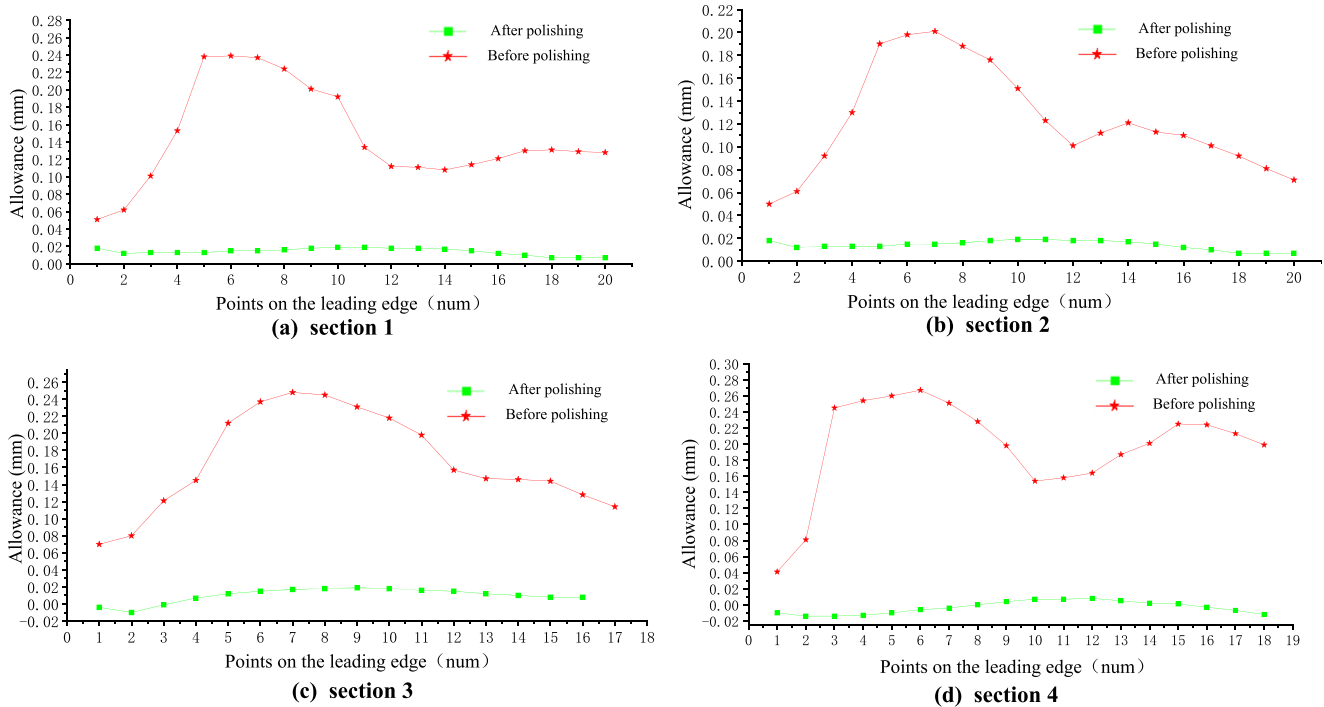 0.28
0.26
0.24
0.22
0.20
0.18
0.16
0.14
0.12
0.10
0.08
0.06
0.04
0.02
0.00
Allowance (mm)
After polishing
Before polishing
0 2 4 6 8 10 12 14 16 18 20
Points on the leading edge（num）
(a) section 1
0.22
0.20
0.18
0.16
0.14
0.12
0.10
0.08
0.06
0.04
0.02
0.00
Allowance (mm)
After polishing
Before polishing
0 2 4 6 8 10 12 14 16 18 20
Points on the leading edge（num）
(b) section 2
0.26
0.24
0.22
0.20
0.18
0.16
0.14
0.12
0.10
0.08
0.06
0.04
0.02
0.00
-0.02
Allowance (mm)
After polishing
Before polishing
0 1 2 3 4 5 6 7 8 9 10 11 12 13 14 15 16 17 18
Points on the leading edge（num）
(c) section 3
0.30
0.28
0.26
0.24
0.22
0.20
0.18
0.16
0.14
0.12
0.10
0.08
0.06
0.04
0.02
0.00
-0.02
Allowance (mm)
After polishing
Before polishing
0 1 2 3 4 5 6 7 8 9 10 11 12 13 14 15 16 17 18 19
Points on the leading edge（num）
(d) section 4